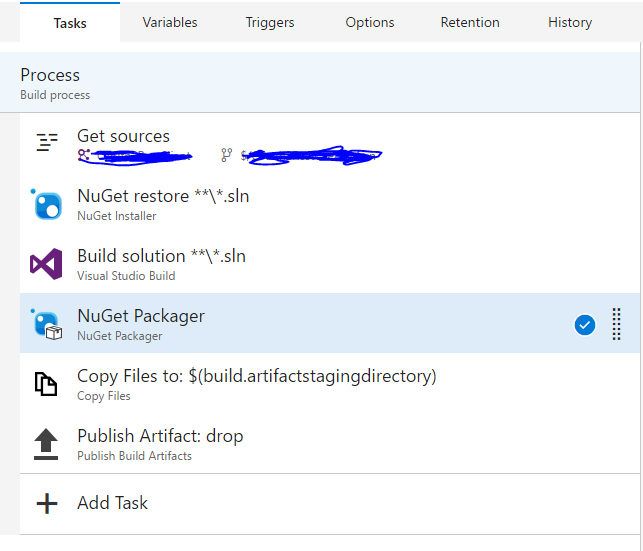 Tasks
Variables
Triggers
Options
Retention
History
Process
Build process
Get sources
NuGet restore **\*.sln
NuGet Installer
Build solution **\*.sln
Visual Studio Build
NuGet Packager
NuGet Packager
Copy Files to: $(build.artifactstagingdirectory)
Copy Files
Publish Artifact: drop
Publish Build Artifacts
Add Task